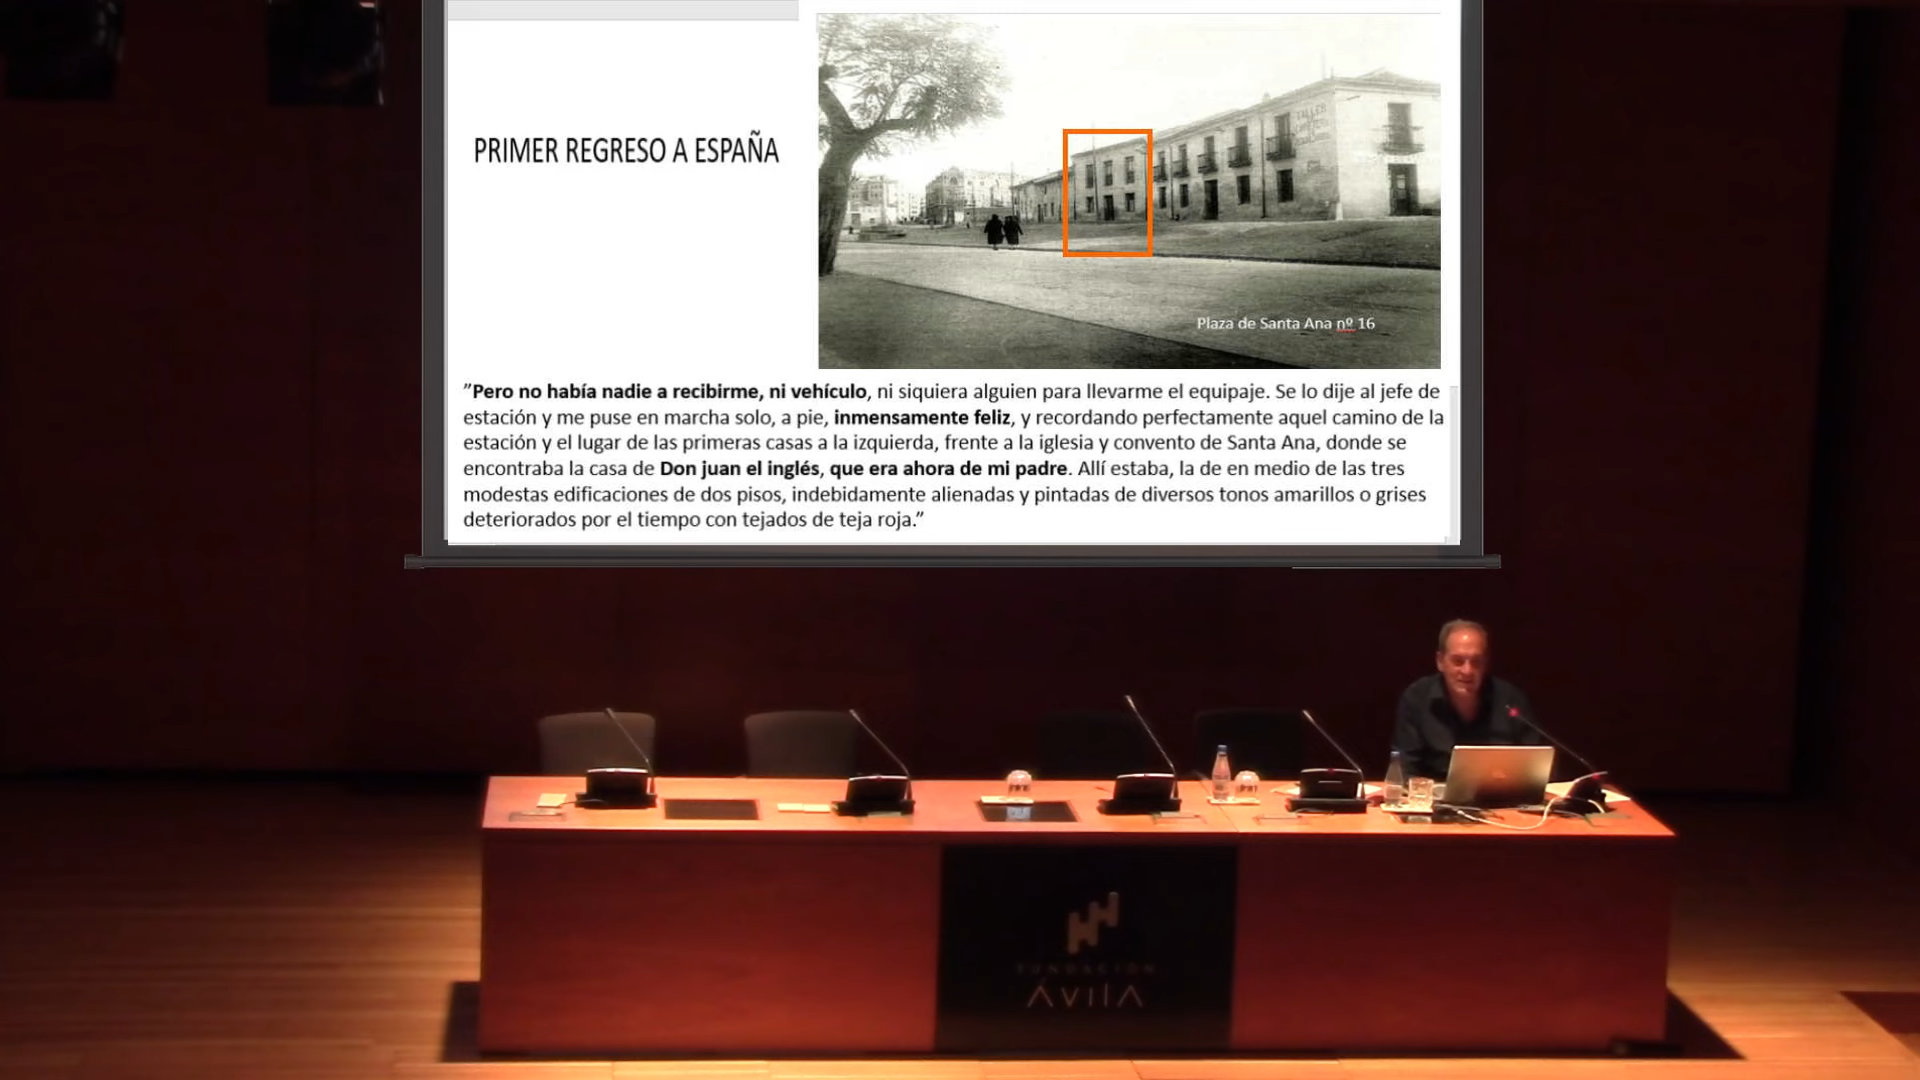 PRIMER REGRESO A ESPAÑA
TALLER
Plaza de Santa Ana nº 16
”Pero no había nadie a recibirme, ni vehículo, ni siquiera alguien para llevarme el equipaje. Se lo dije al jefe de
estación y me puse en marcha solo, a pie, inmensamente feliz, y recordando perfectamente aquel camino de la
estación y el lugar de las primeras casas a la izquierda, frente a la iglesia y convento de Santa Ana, donde se
encontraba la casa de Don juan el inglés, que era ahora de mi padre. Allí estaba, la de en medio de las tres
modestas edificaciones de dos pisos, indebidamente alienadas y pintadas de diversos tonos amarillos o grises
deteriorados por el tiempo con tejados de teja roja.”
FUNDACIÓN
ÁVILA